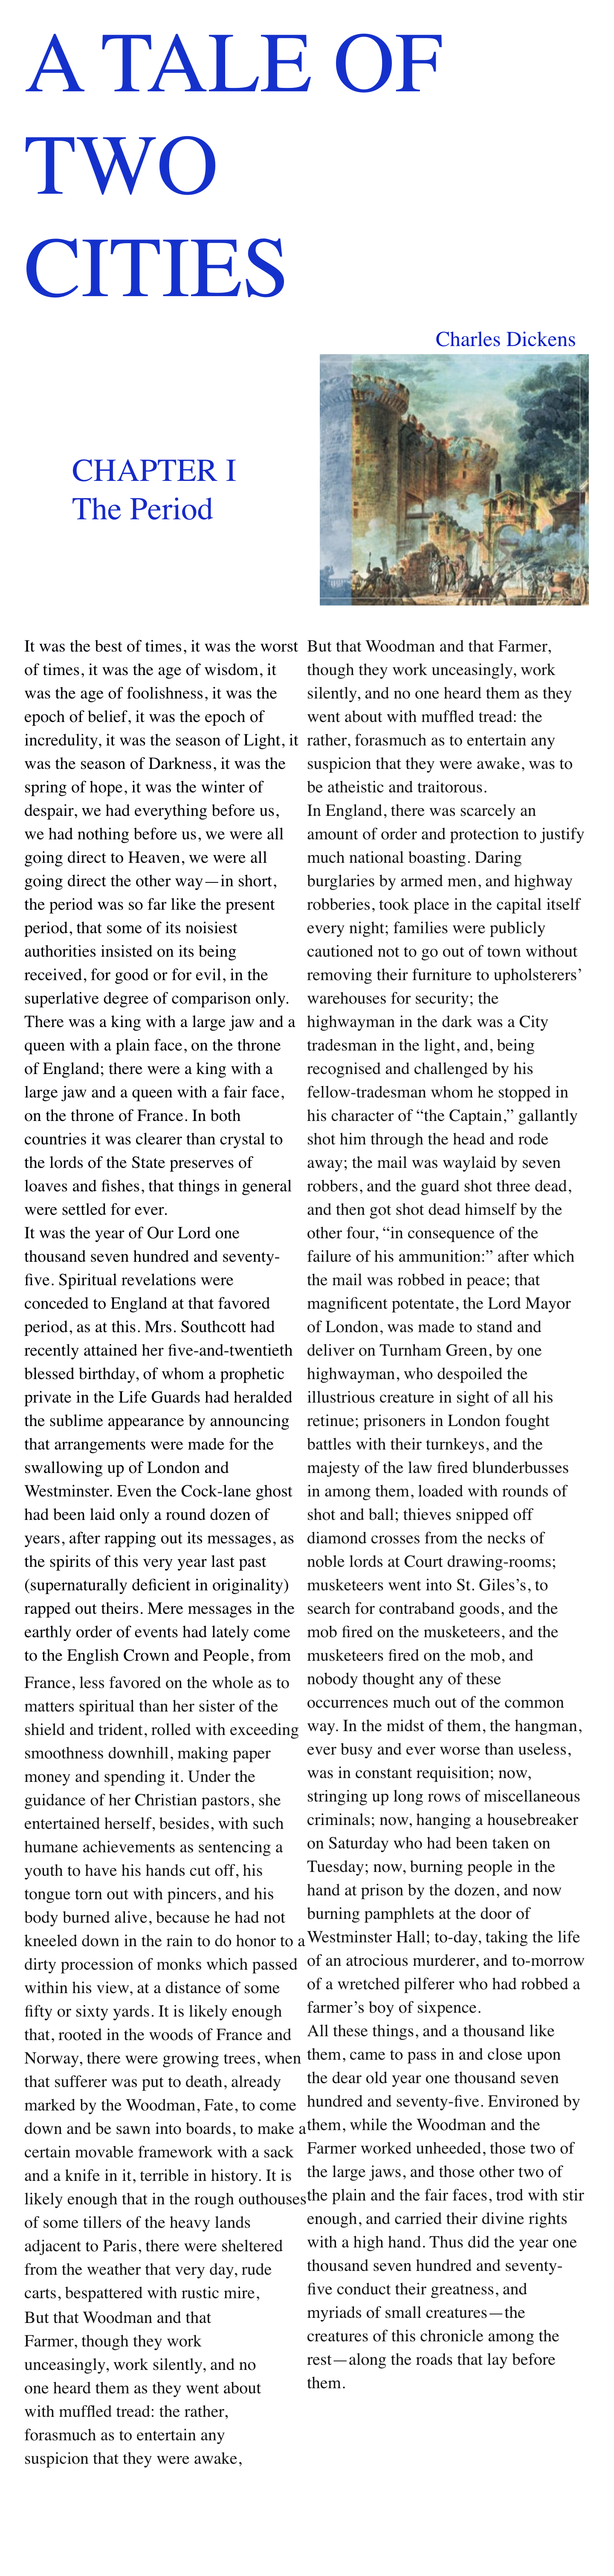 A TALE OF
TWO
CITIES
Charles Dickens
CHAPTER I
The Period
It was the best of times, it was the worst
of times, it was the age of wisdom, it
was the age of foolishness, it was the
epoch of belief, it was the epoch of
incredulity, it was the season of Light, it
was the season of Darkness, it was the
spring of hope, it was the winter of
despair, we had everything before us,
we had nothing before us, we were all
going direct to Heaven, we were all
going direct the other way—in short,
the period was so far like the present
period, that some of its noisiest
authorities insisted on its being
received, for good or for evil, in the
superlative degree of comparison only.
There was a king with a large jaw and a
queen with a plain face, on the throne
of England; there were a king with a
large jaw and a queen with a fair face,
on the throne of France. In both
countries it was clearer than crystal to
the lords of the State preserves of
loaves and fishes, that things in general
were settled for ever.
It was the year of Our Lord one
thousand seven hundred and seventy-
five. Spiritual revelations were
conceded to England at that favored
period, as at this. Mrs. Southcott had
recently attained her five-and-twentieth
blessed birthday, of whom a prophetic
private in the Life Guards had heralded
the sublime appearance by announcing
that arrangements were made for the
swallowing up of London and
Westminster. Even the Cock-lane ghost
had been laid only a round dozen of
years, after rapping out its messages, as
the spirits of this very year last past
(supernaturally deficient in originality)
rapped out theirs. Mere messages in the
earthly order of events had lately come
to the English Crown and People, from
France, less favored on the whole as to
matters spiritual than her sister of the
shield and trident, rolled with exceeding
smoothness downhill, making paper
money and spending it. Under the
guidance of her Christian pastors, she
entertained herself, besides, with such
humane achievements as sentencing a
youth to have his hands cut off, his
tongue torn out with pincers, and his
body burned alive, because he had not
kneeled down in the rain to do honor to a
dirty procession of monks which passed
within his view, at a distance of some
fifty or sixty yards. It is likely enough
that, rooted in the woods of France and
Norway, there were growing trees, when
that sufferer was put to death, already
marked by the Woodman, Fate, to come
down and be sawn into boards, to make a
certain movable framework with a sack
and a knife in it, terrible in history. It is
likely enough that in the rough outhouses
of some tillers of the heavy lands
adjacent to Paris, there were sheltered
from the weather that very day, rude
carts, bespattered with rustic mire,
But that Woodman and that
Farmer, though they work
unceasingly, work silently, and no
one heard them as they went about
with muffled tread: the rather,
forasmuch as to entertain any
suspicion that they were awake,
But that Woodman and that Farmer,
though they work unceasingly, work
silently, and no one heard them as they
went about with muffled tread: the
rather, forasmuch as to entertain any
suspicion that they were awake, was to
be atheistic and traitorous.
In England, there was scarcely an
amount of order and protection to justify
much national boasting. Daring
burglaries by armed men, and highway
robberies, took place in the capital itself
every night; families were publicly
cautioned not to go out of town without
removing their furniture to upholsterers’
warehouses for security; the
highwayman in the dark was a City
tradesman in the light, and, being
recognised and challenged by his
fellow-tradesman whom he stopped in
his character of “the Captain,” gallantly
shot him through the head and rode
away; the mail was waylaid by seven
robbers, and the guard shot three dead,
and then got shot dead himself by the
other four, “in consequence of the
failure of his ammunition:” after which
the mail was robbed in peace; that
magnificent potentate, the Lord Mayor
of London, was made to stand and
deliver on Turnham Green, by one
highwayman, who despoiled the
illustrious creature in sight of all his
retinue; prisoners in London fought
battles with their turnkeys, and the
majesty of the law fired blunderbusses
in among them, loaded with rounds of
shot and ball; thieves snipped off
diamond crosses from the necks of
noble lords at Court drawing-rooms;
musketeers went into St. Giles’s, to
search for contraband goods, and the
mob fired on the musketeers, and the
musketeers fired on the mob, and
nobody thought any of these
occurrences much out of the common
way. In the midst of them, the hangman,
ever busy and ever worse than useless,
was in constant requisition; now,
stringing up long rows of miscellaneous
criminals; now, hanging a housebreaker
on Saturday who had been taken on
Tuesday; now, burning people in the
hand at prison by the dozen, and now
burning pamphlets at the door of
Westminster Hall; to-day, taking the life
of an atrocious murderer, and to-morrow
of a wretched pilferer who had robbed a
farmer’s boy of sixpence.
All these things, and a thousand like
them, came to pass in and close upon
the dear old year one thousand seven
hundred and seventy-five. Environed by
them, while the Woodman and the
Farmer worked unheeded, those two of
the large jaws, and those other two of
the plain and the fair faces, trod with stir
enough, and carried their divine rights
with a high hand. Thus did the year one
thousand seven hundred and seventy-
five conduct their greatness, and
myriads of small creatures—the
creatures of this chronicle among the
rest—along the roads that lay before
them.